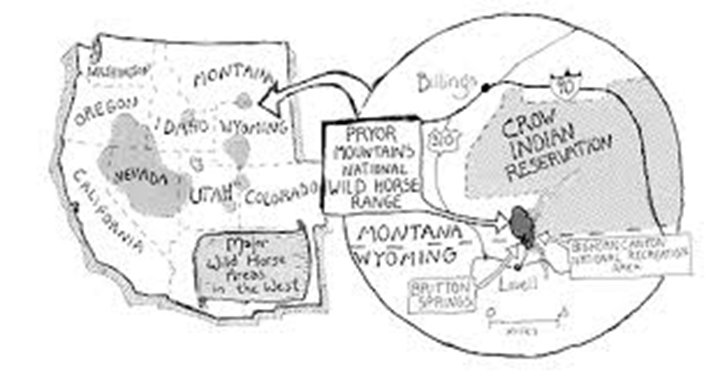 WASHINGTON
MONTANA
OREGON
IDAHO
WYOMING
NEVADA
UTAH
COLORADO
CALIFORNIA
Major
Wild Horse
Areas
in the West
PRYOR
MOUNTAINS
NATIONAL
WILD HORSE
RANGE
Billings
90
310
CROW
INDIAN
RESERVATION
MONTANA
WYOMING
BIGHORN CANYON
NATIONAL RECREATION
AREA
BRITTON
SPRINGS
Lovell
0
MILES